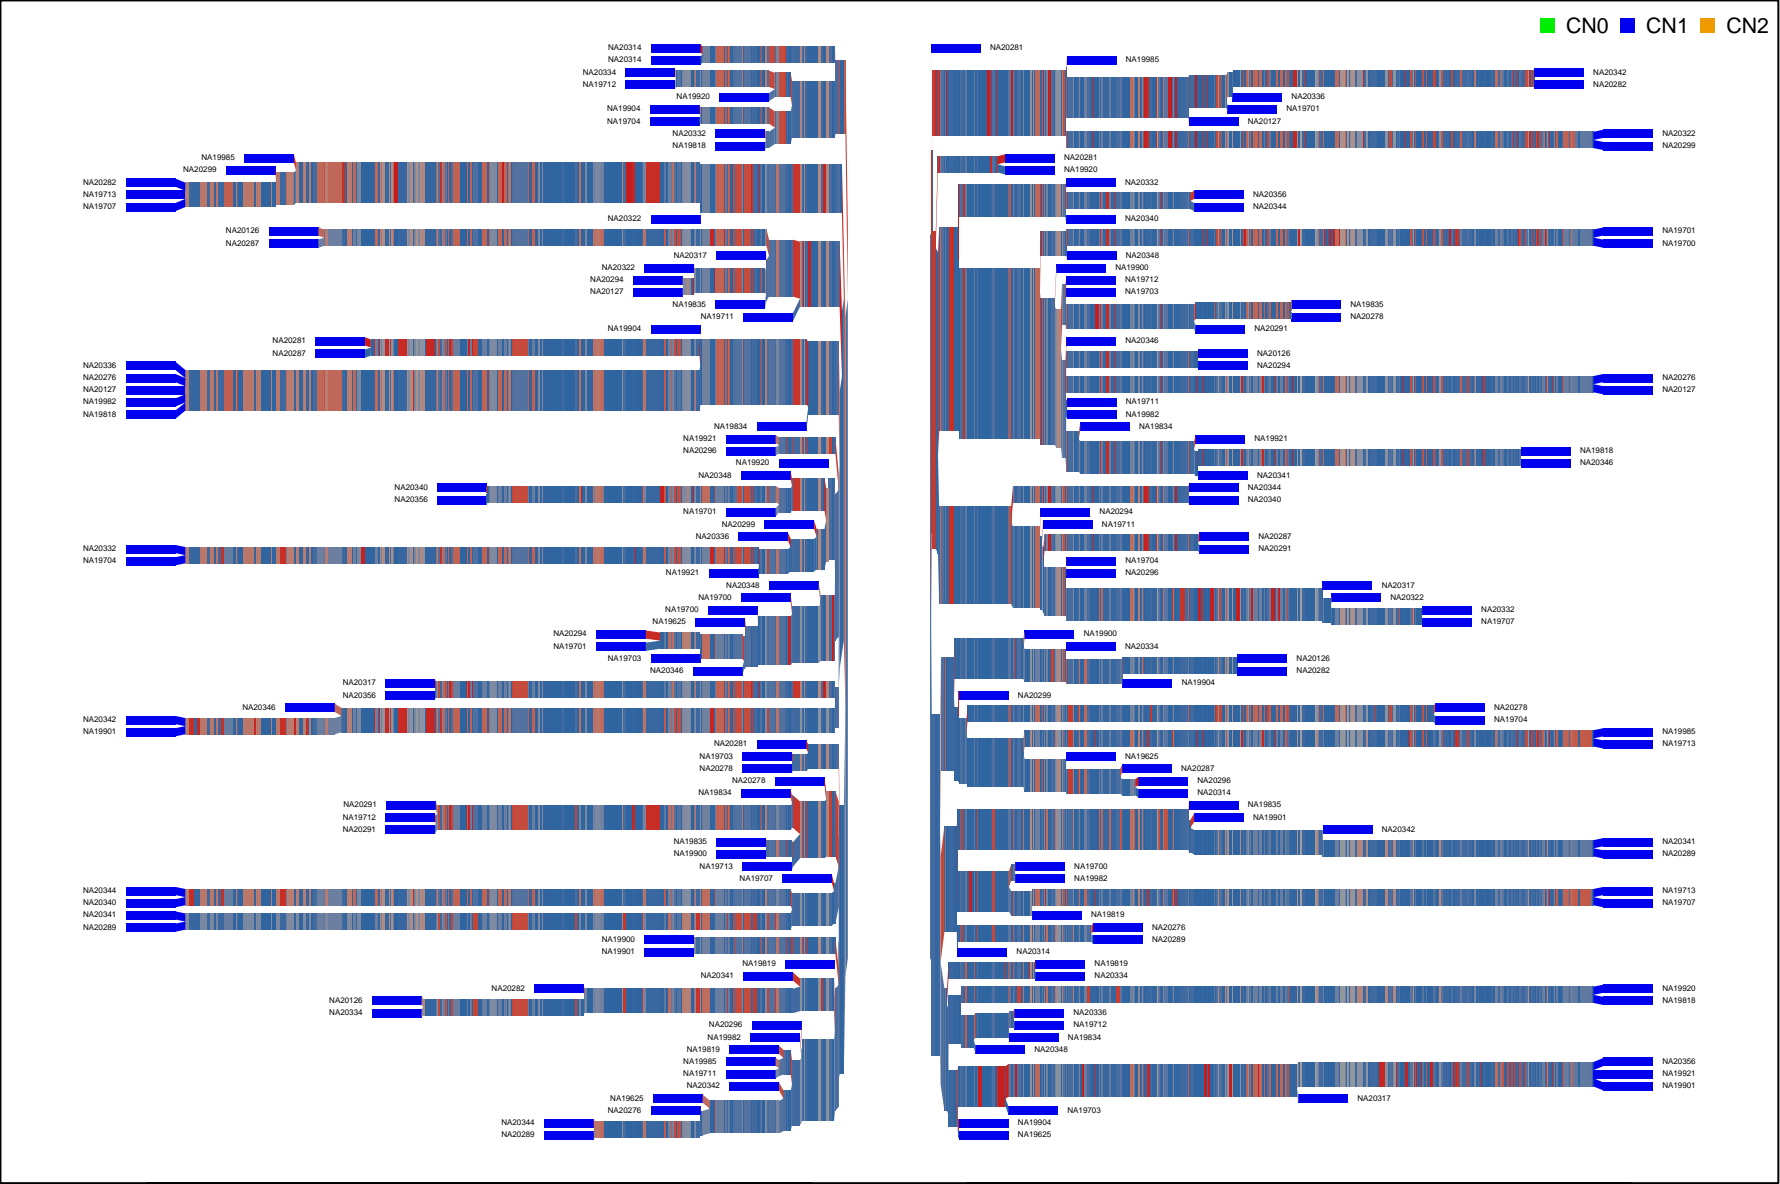 CN0 CN1 CN2
NA20314
NA20314
NA20334
NA19712
NA19920
NA19904
NA19704
NA20332
NA19818
NA19985
NA20299
NA20282
NA19713
NA19707
NA20322
NA20126
NA20287
NA20317
NA20322
NA20294
NA20127
NA19835
NA19711
NA19904
NA20281
NA20287
NA20336
NA20276
NA20127
NA19982
NA19818
NA19834
NA19921
NA20296
NA19920
NA20348
NA20340
NA20356
NA19701
NA20299
NA20336
NA20332
NA19704
NA19921
NA20348
NA19700
NA19700
NA19625
NA20294
NA19701
NA19703
NA20346
NA20317
NA20356
NA20346
NA20342
NA19901
NA20281
NA19703
NA20278
NA20278
NA19834
NA20291
NA19712
NA20291
NA19835
NA19900
NA19713
NA19707
NA20344
NA20340
NA20341
NA20289
NA19900
NA19901
NA19819
NA20341
NA20282
NA20126
NA20334
NA20296
NA19982
NA19819
NA19985
NA19711
NA20342
NA19625
NA20276
NA20344
NA20289
NA20281
NA19985
NA20342
NA20282
NA20336
NA19701
NA20127
NA20322
NA20299
NA20281
NA19920
NA20332
NA20356
NA20344
NA20340
NA19701
NA19700
NA20348
NA19900
NA19712
NA19703
NA19835
NA20278
NA20291
NA20346
NA20126
NA20294
NA20276
NA20127
NA19711
NA19982
NA19834
NA19921
NA19818
NA20346
NA20341
NA20344
NA20340
NA20294
NA19711
NA20287
NA20291
NA19704
NA20296
NA20317
NA20322
NA20332
NA19707
NA19900
NA20334
NA20126
NA20282
NA19904
NA20299
NA20278
NA19704
NA19985
NA19713
NA19625
NA20287
NA20296
NA20314
NA19835
NA19901
NA20342
NA20341
NA20289
NA19700
NA19982
NA19713
NA19707
NA19819
NA20276
NA20289
NA20314
NA19819
NA20334
NA19920
NA19818
NA20336
NA19712
NA19834
NA20348
NA20356
NA19921
NA19901
NA20317
NA19703
NA19904
NA19625